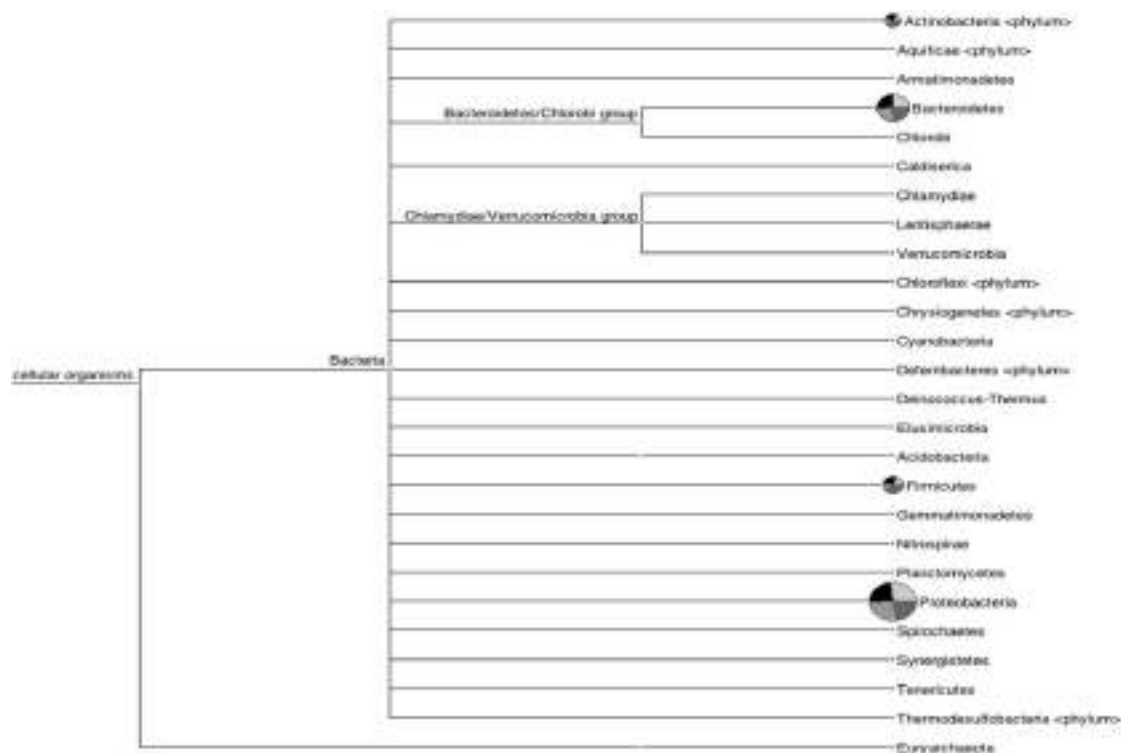 Actinobacteria <phylum>
Aquificae <phylum>
Armatimonadetes
Bacteroidetes/Chlorobi group
Bacteroidetes
Chlorobi
Caldiserica
Chlamydiae
Chlamydiae/Verrucomicrobia group
Lentisphaerae
Verrucomicrobia
Chloroflexi <phylum>
Chrysiogenetes <phylum>
Cyanobacteria
Bacteria
cellular organisms
Deferribacteres <phylum>
Deinococcus-Thermus
Elusimicrobia
Acidobacteria
Firmicutes
Gemmatimonadetes
Nitrospirae
Planctomycetes
Proteobacteria
Spirochaetes
Synergistetes
Tenericutes
Thermodesulfobacteria <phylum>
Euryarchaeota